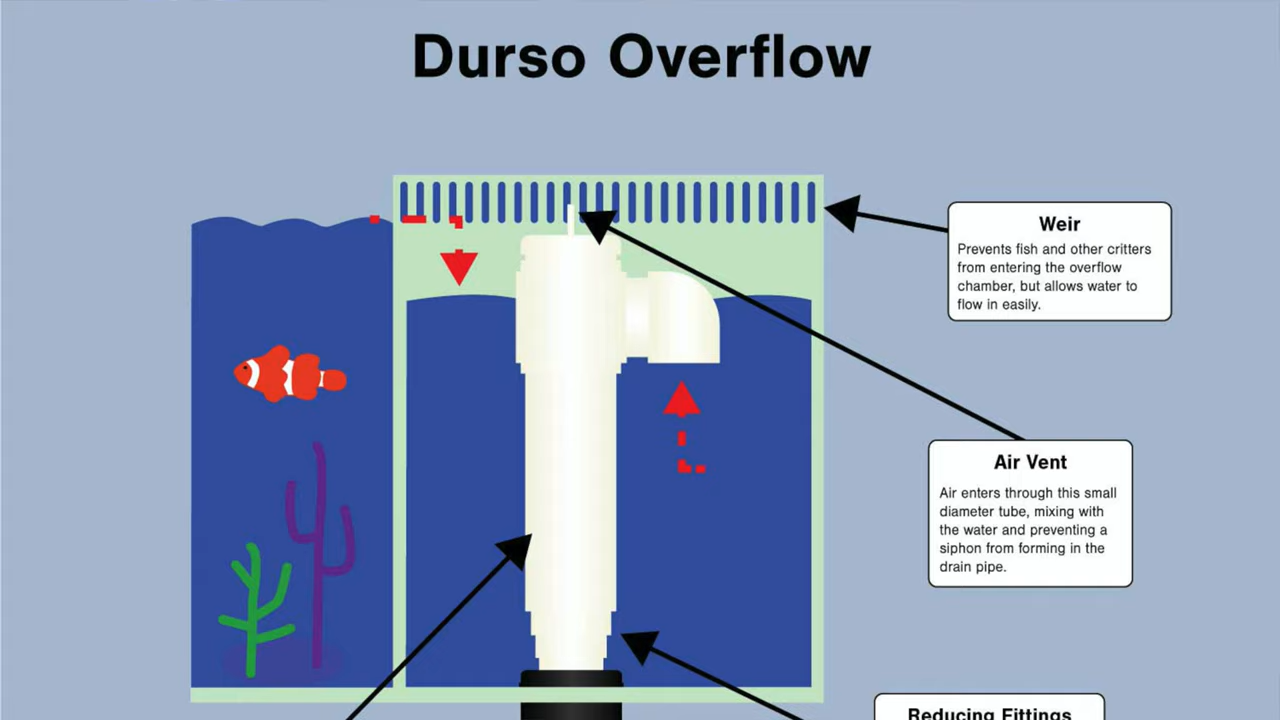 Durso Overflow
Weir
Prevents fish and other critters
from entering the overflow
chamber, but allows water to
flow in easily.
Air Vent
Air enters through this small
diameter tube, mixing with
the water and preventing a
siphon from forming in the
drain pipe.
Reducing Fittings